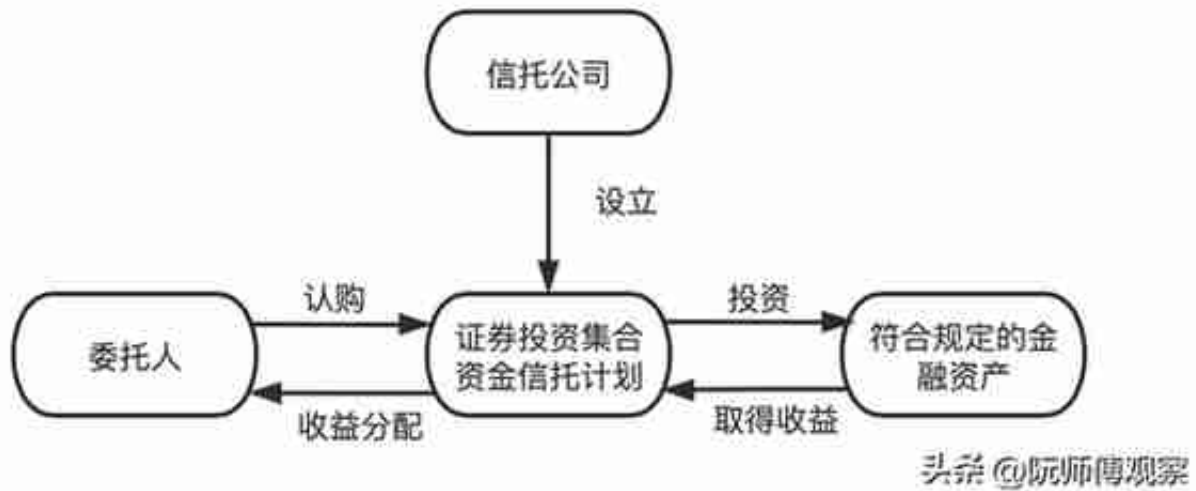 信托公司
设立
认购
投资
委托人
证券投资集合
资金信托计划
符合规定的金
融资产
收益分配
取得收益
头条 @阮师傅观察